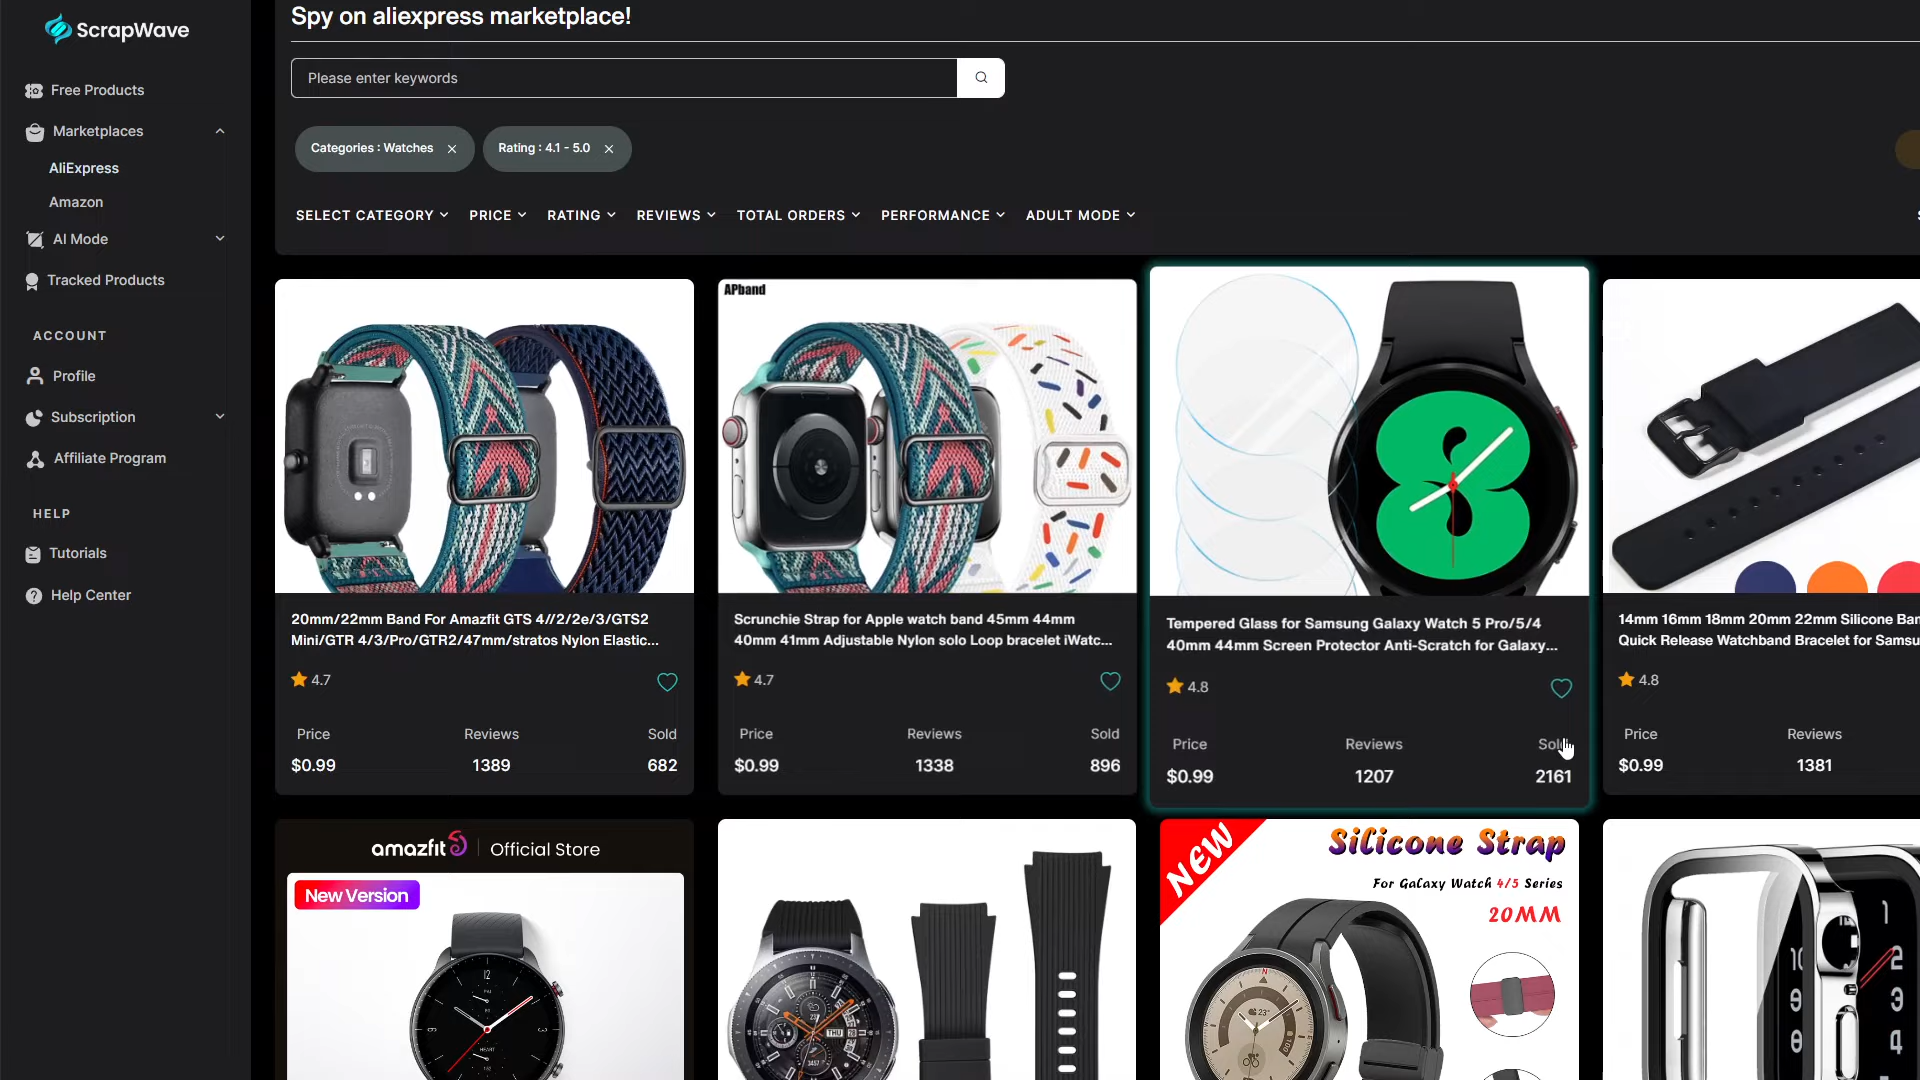 ScrapWave
Free Products
Marketplaces
AliExpress
Amazon
AI Mode
Tracked Products
ACCOUNT
Profile
Subscription
Affiliate Program
HELP
Tutorials
Help Center
Spy on aliexpress marketplace!
Please enter keywords
Categories : Watches
Rating : 4.1 - 5.0
SELECT CATEGORY PRICE RATING REVIEWS TOTAL ORDERS PERFORMANCE ADULT MODE
20mm/22mm Band For Amazfit GTS 4//2/2e/3/GTS2
Mini/GTR 4/3/Pro/GTR2/47mm/stratos Nylon Elastic...
4.7
Price Reviews Sold
$0.99 1389 682
APband
Scrunchie Strap for Apple watch band 45mm 44mm
40mm 41mm Adjustable Nylon solo Loop bracelet iWatc...
4.7
Price Reviews Sold
$0.99 1338 896
Tempered Glass for Samsung Galaxy Watch 5 Pro/5/4
40mm 44mm Screen Protector Anti-Scratch for Galaxy...
4.8
Price Reviews
$0.99 1207 2161
14mm 16mm 18mm 20mm 22mm Silicone Ban
Quick Release Watchband Bracelet for Samsu
4.8
Price Reviews
$0.99 1381
amazfit Official Store
New Version
NEW
Silicone Strap
For Galaxy Watch 4/5 Series
20MM